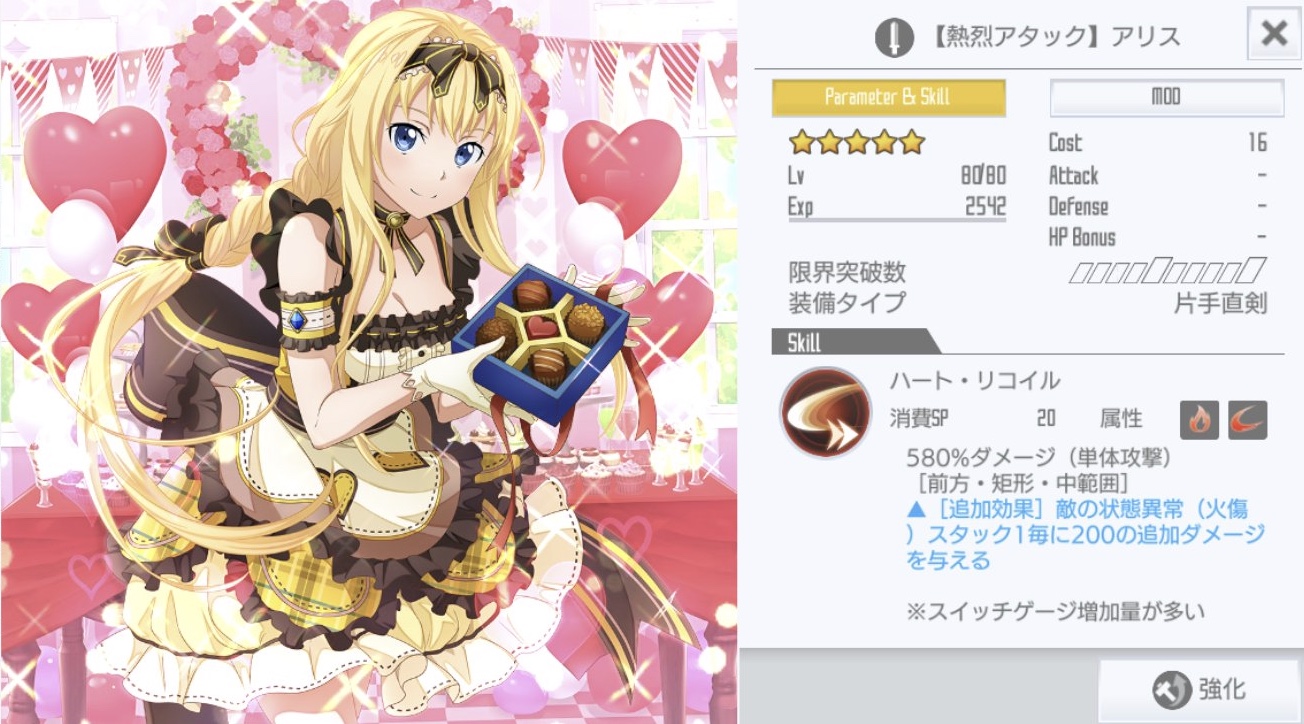 【熱烈アタック】アリス
Parameter & Skill
MOD
Lv 80/80
Exp 2542
Cost 16
Attack -
Defense -
HP Bonus -
限界突破数
装備タイプ 片手直剣
Skill
ハート・リコイル
消費SP 20 属性
580%ダメージ（単体攻撃）
［前方・矩形・中範囲］
▲［追加効果］敵の状態異常（火傷
）スタック1毎に200の追加ダメージ
を与える
※スイッチゲージ増加量が多い
強化